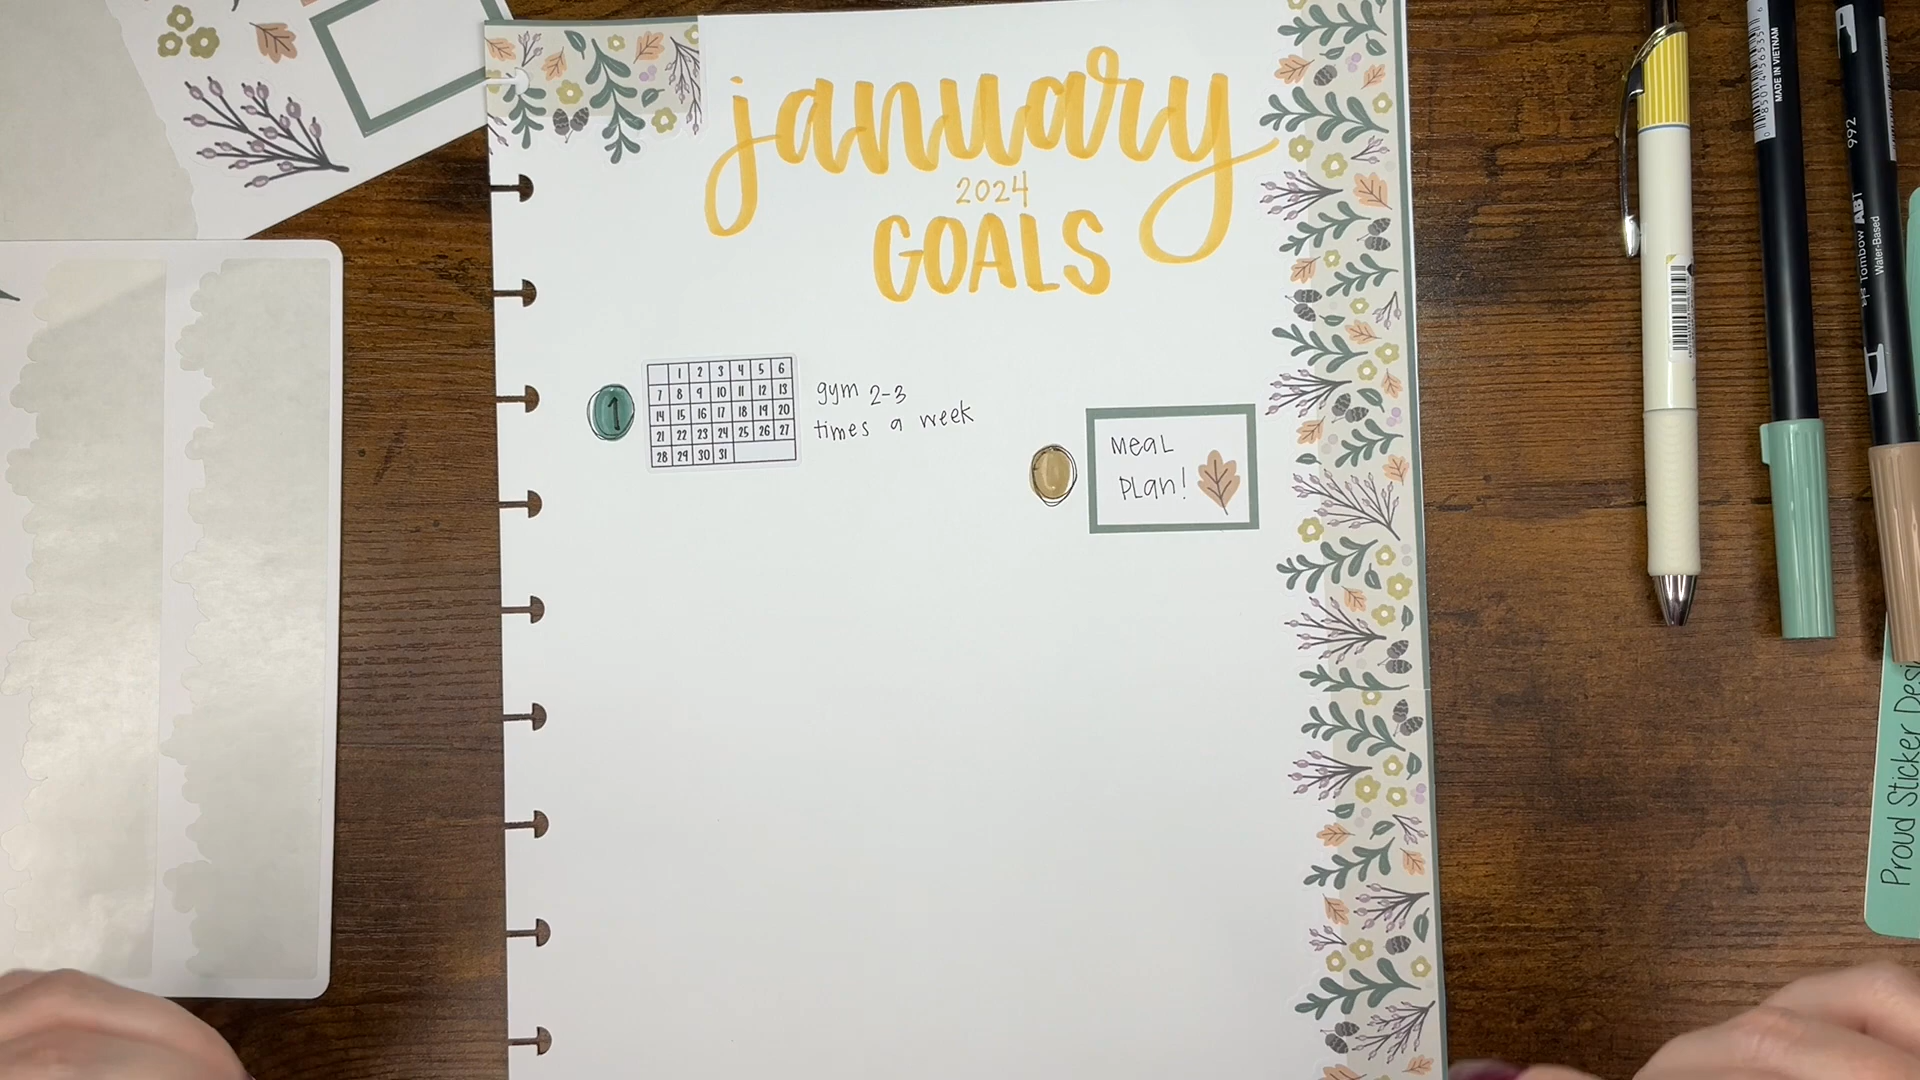 january
2024
GOALS
1
1 2 3 4 5 6
7 8 9 10 11 12 13
14 15 16 17 18 19 20
21 22 23 24 25 26 27
28 29 30 31
gym 2-3
times a week
meal
plan!
MADE IN VIETNAM
992
Tombow ABT
Water-Based
Proud Sticker